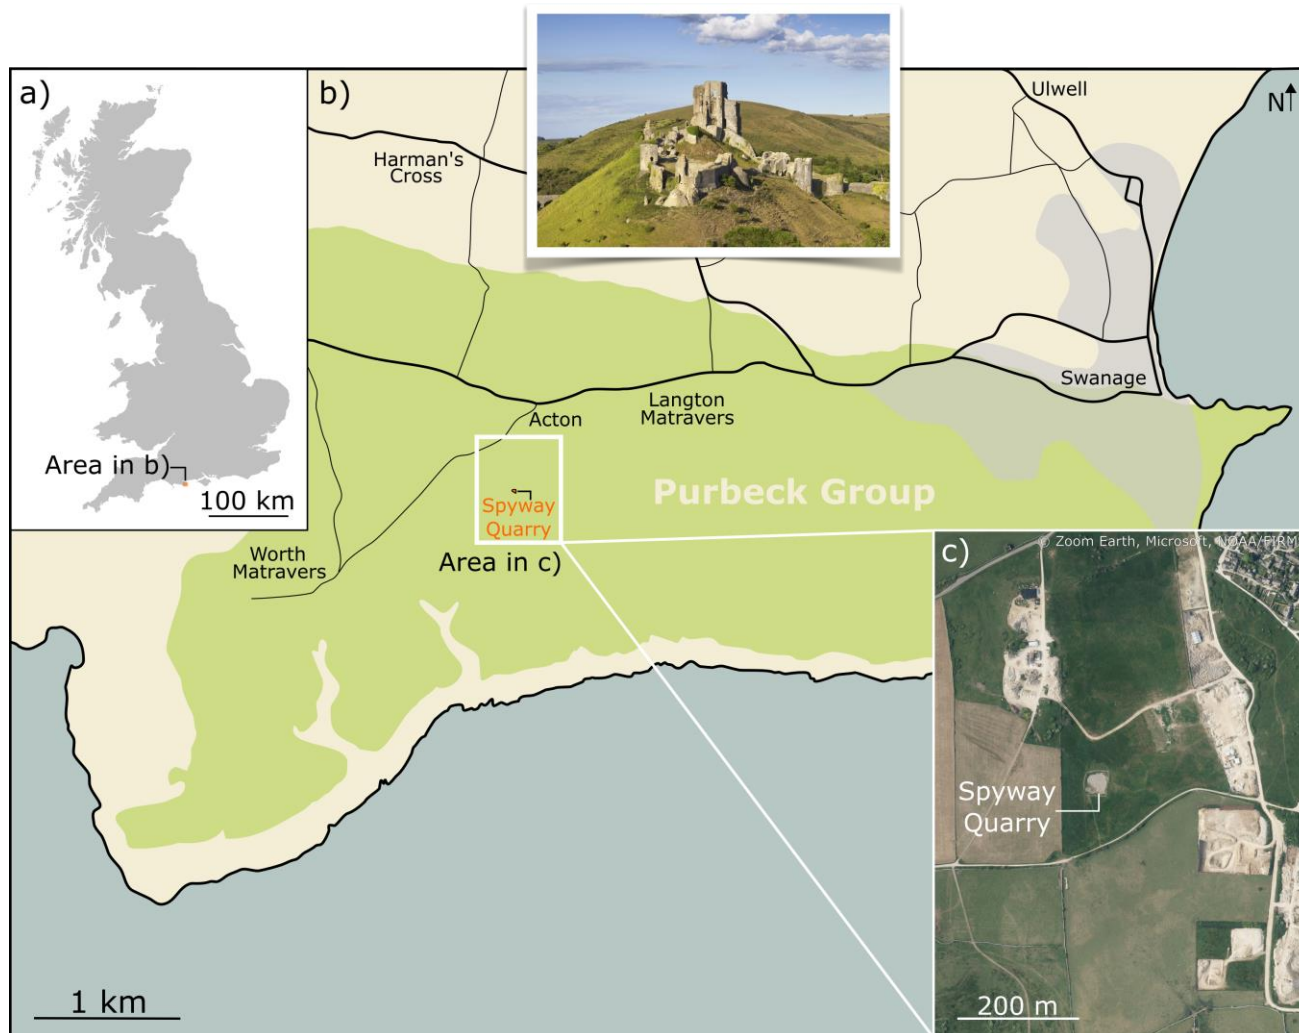 a)
Area in b)
100 km
b)
N
Ulwell
Harman's
Cross
Swanage
Acton
Langton
Matravers
Purbeck Group
Spyway
Quarry
Area in c)
Worth
Matravers
1 km
c)
© Zoom Earth, Microsoft, NOAA/FIRM
Spyway
Quarry
200 m